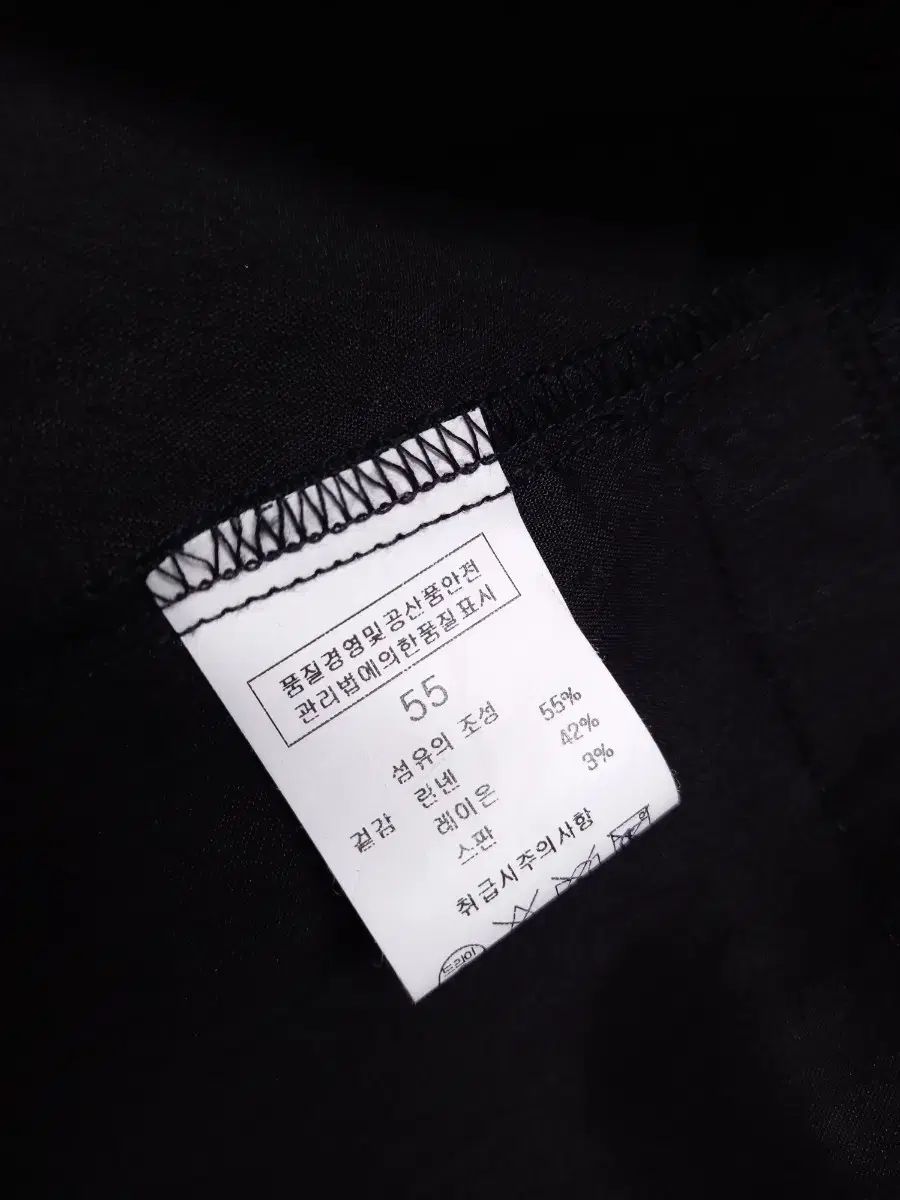 품질경영및공산품안전
관리법에의한품질표시
55
섬유의 조성
겉감 린넨 55%
레이온 42%
스판 3%
취급시주의사항
드라이